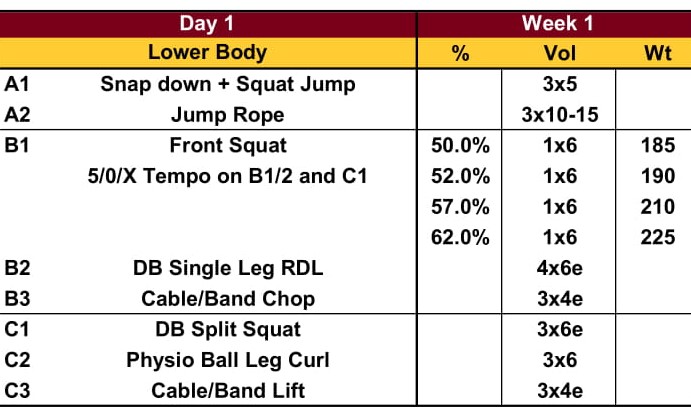 Day 1 Week 1
Lower Body % Vol Wt
A1 Snap down + Squat Jump 3x5
A2 Jump Rope 3x10-15
B1 Front Squat 50.0% 1x6 185
5/0/X Tempo on B1/2 and C1 52.0% 1x6 190
57.0% 1x6 210
62.0% 1x6 225
B2 DB Single Leg RDL 4x6e
B3 Cable/Band Chop 3x4e
C1 DB Split Squat 3x6e
C2 Physio Ball Leg Curl 3x6
C3 Cable/Band Lift 3x4e